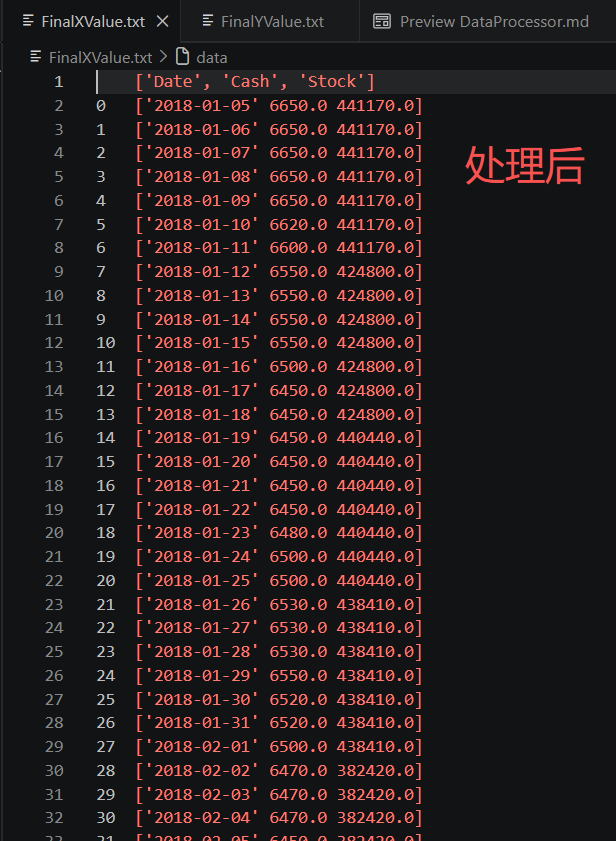 FinalXValue.txt × FinalYValue.txt Preview DataProcessor.md
FinalXValue.txt > data
1 ['Date', 'Cash', 'Stock']
2 0 ['2018-01-05' 6650.0 441170.0]
3 1 ['2018-01-06' 6650.0 441170.0]
4 2 ['2018-01-07' 6650.0 441170.0]
5 3 ['2018-01-08' 6650.0 441170.0]
6 4 ['2018-01-09' 6650.0 441170.0]
7 5 ['2018-01-10' 6620.0 441170.0]
8 6 ['2018-01-11' 6600.0 441170.0]
9 7 ['2018-01-12' 6550.0 424800.0]
10 8 ['2018-01-13' 6550.0 424800.0]
11 9 ['2018-01-14' 6550.0 424800.0]
12 10 ['2018-01-15' 6550.0 424800.0]
13 11 ['2018-01-16' 6500.0 424800.0]
14 12 ['2018-01-17' 6450.0 424800.0]
15 13 ['2018-01-18' 6450.0 424800.0]
16 14 ['2018-01-19' 6450.0 440440.0]
17 15 ['2018-01-20' 6450.0 440440.0]
18 16 ['2018-01-21' 6450.0 440440.0]
19 17 ['2018-01-22' 6450.0 440440.0]
20 18 ['2018-01-23' 6480.0 440440.0]
21 19 ['2018-01-24' 6500.0 440440.0]
22 20 ['2018-01-25' 6500.0 440440.0]
23 21 ['2018-01-26' 6530.0 438410.0]
24 22 ['2018-01-27' 6530.0 438410.0]
25 23 ['2018-01-28' 6530.0 438410.0]
26 24 ['2018-01-29' 6550.0 438410.0]
27 25 ['2018-01-30' 6520.0 438410.0]
28 26 ['2018-01-31' 6520.0 438410.0]
29 27 ['2018-02-01' 6500.0 438410.0]
30 28 ['2018-02-02' 6470.0 382420.0]
31 29 ['2018-02-03' 6470.0 382420.0]
32 30 ['2018-02-04' 6470.0 382420.0]
处理后